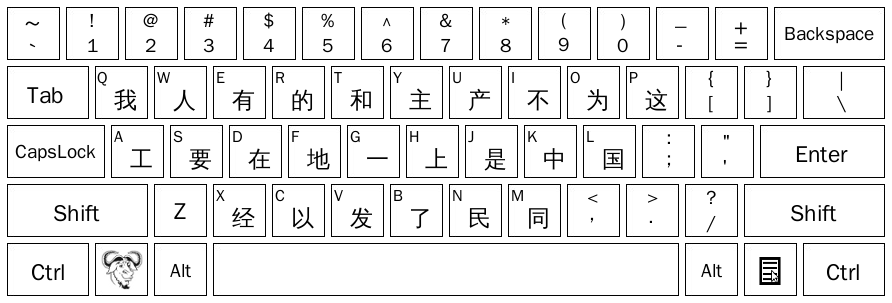 ~ ! @ # $ % ^ & * ( ) _ +
` 1 2 3 4 5 6 7 8 9 0 - = Backspace
Tab Q 我 W 人 E 有 R 的 T 和 Y 主 U 产 I 不 O 为 P 这 { [ } ] | \
CapsLock A 工 S 要 D 在 F 地 G 一 H 上 J 是 K 中 L 国 : ; " ' Enter
Shift Z X 经 C 以 V 发 B 了 N 民 M 同 < , > . ? / Shift
Ctrl Alt Alt Ctrl